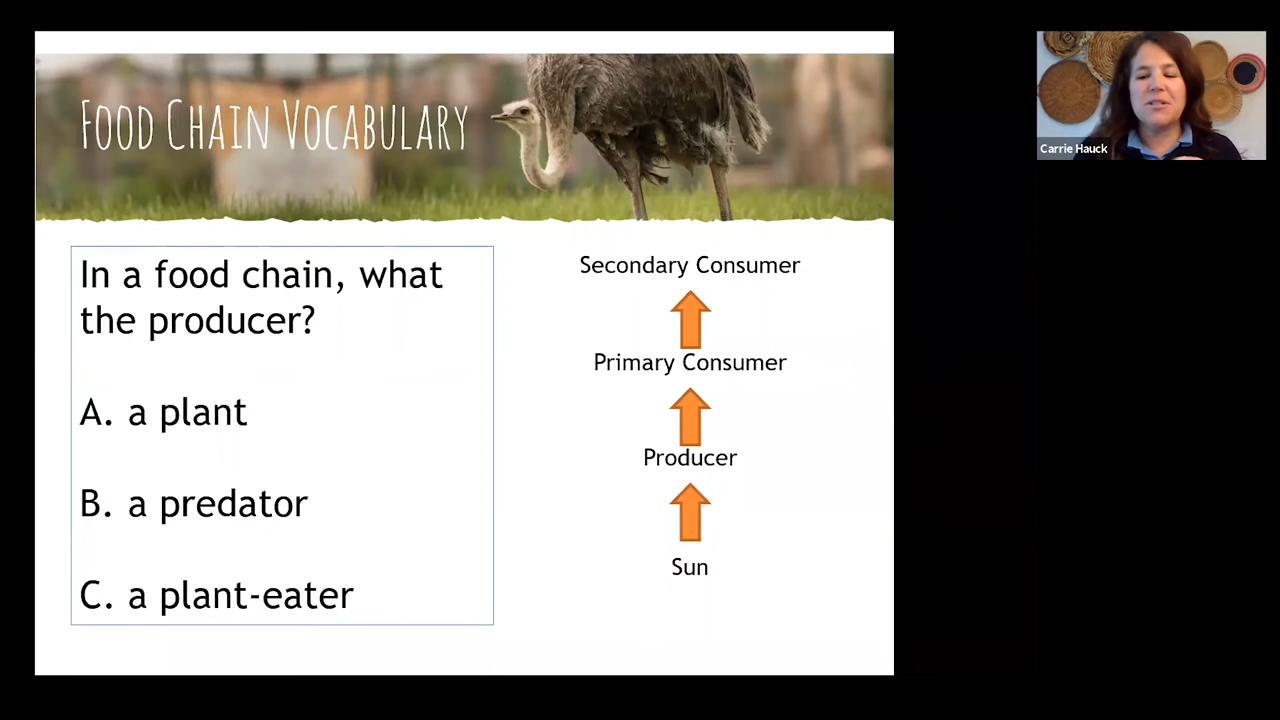 Food Chain Vocabulary
In a food chain, what
the producer?
A. a plant
B. a predator
C. a plant-eater
Secondary Consumer
Primary Consumer
Producer
Sun
Carrie Hauck